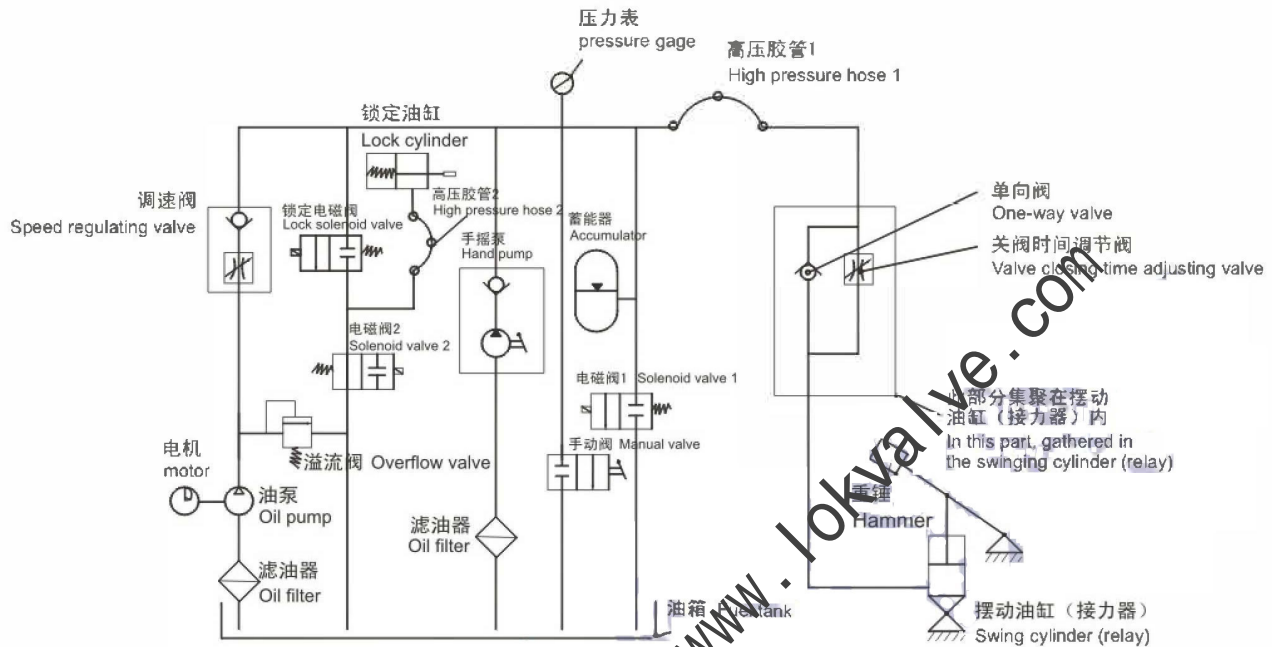 压力表
pressure gage
高压胶管1
High pressure hose 1
锁定油缸
Lock cylinder
调速阀
Speed regulating valve
锁定电磁阀
Lock solenoid valve
高压胶管2
High pressure hose 2
手摇泵
Hand pump
蓄能器
Accumulator
单向阀
One-way valve
关阀时间调节阀
Valve closing time adjusting valve
电磁阀2
Solenoid valve 2
电磁阀1 Solenoid valve 1
部分集聚在摆动
油缸（接力器）内
In this part, gathered in
the swinging cylinder (relay)
手动阀 Manual valve
溢流阀 Overflow valve
电机
motor
油泵
Oil pump
重锤
Hammer
滤油器
Oil filter
滤油器
Oil filter
油箱
摆动油缸（接力器）
Swing cylinder (relay)
www.lokvalve.com